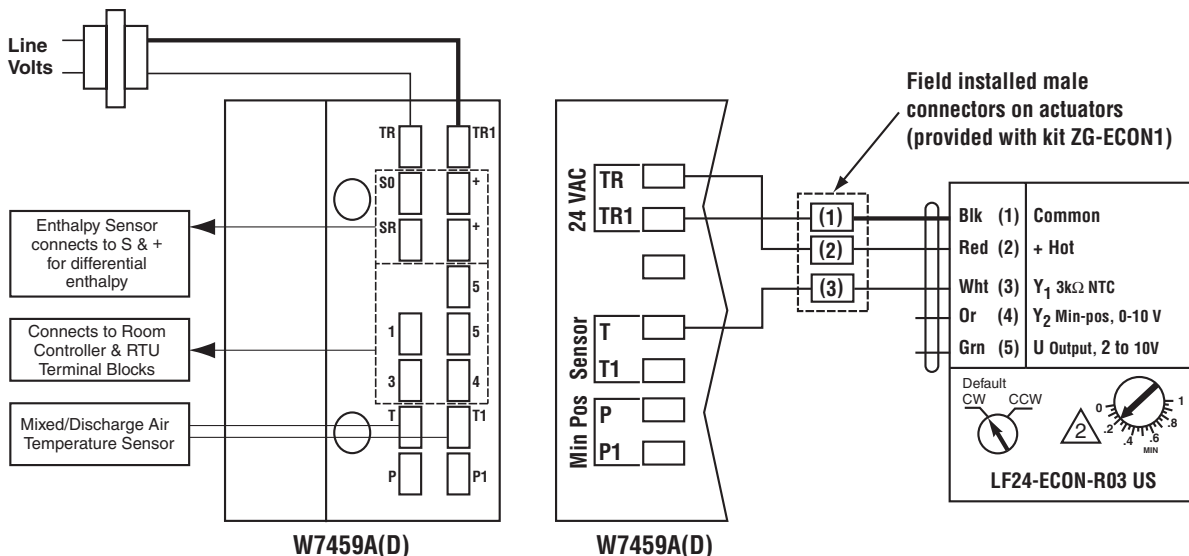 Line
Volts
TR
TR1
S0
+
SR
+
5
1
5
3
4
T
T1
P
P1
Enthalpy Sensor
connects to S & +
for differential
enthalpy
Connects to Room
Controller & RTU
Terminal Blocks
Mixed/Discharge Air
Temperature Sensor
W7459A(D)
24 VAC
TR
TR1
Sensor
T
T1
Min Pos
P
P1
W7459A(D)
Field installed male
connectors on actuators
(provided with kit ZG-ECON1)
(1)
(2)
(3)
Blk (1) Common
Red (2) + Hot
Wht (3) Y1 3kΩ NTC
Or (4) Y2 Min-pos, 0-10 V
Grn (5) U Output, 2 to 10V
Default
CW CCW
2
0 .2 .4 .6 .8 1
MIN
LF24-ECON-R03 US